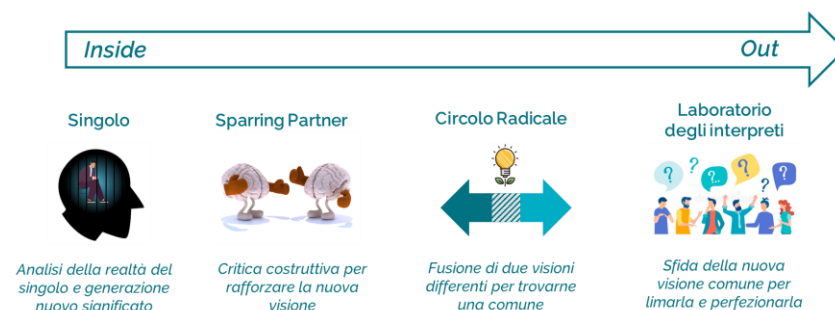 Inside
Out
Singolo
Sparring Partner
Circolo Radicale
Laboratorio
degli interpreti
? ? ? ? ? ?
Analisi della realtà del
singolo e generazione
nuovo significato
Critica costruttiva per
rafforzare la nuova
visione
Fusione di due visioni
differenti per trovarne
una comune
Sfida della nuova
visione comune per
limarla e perfezionarla